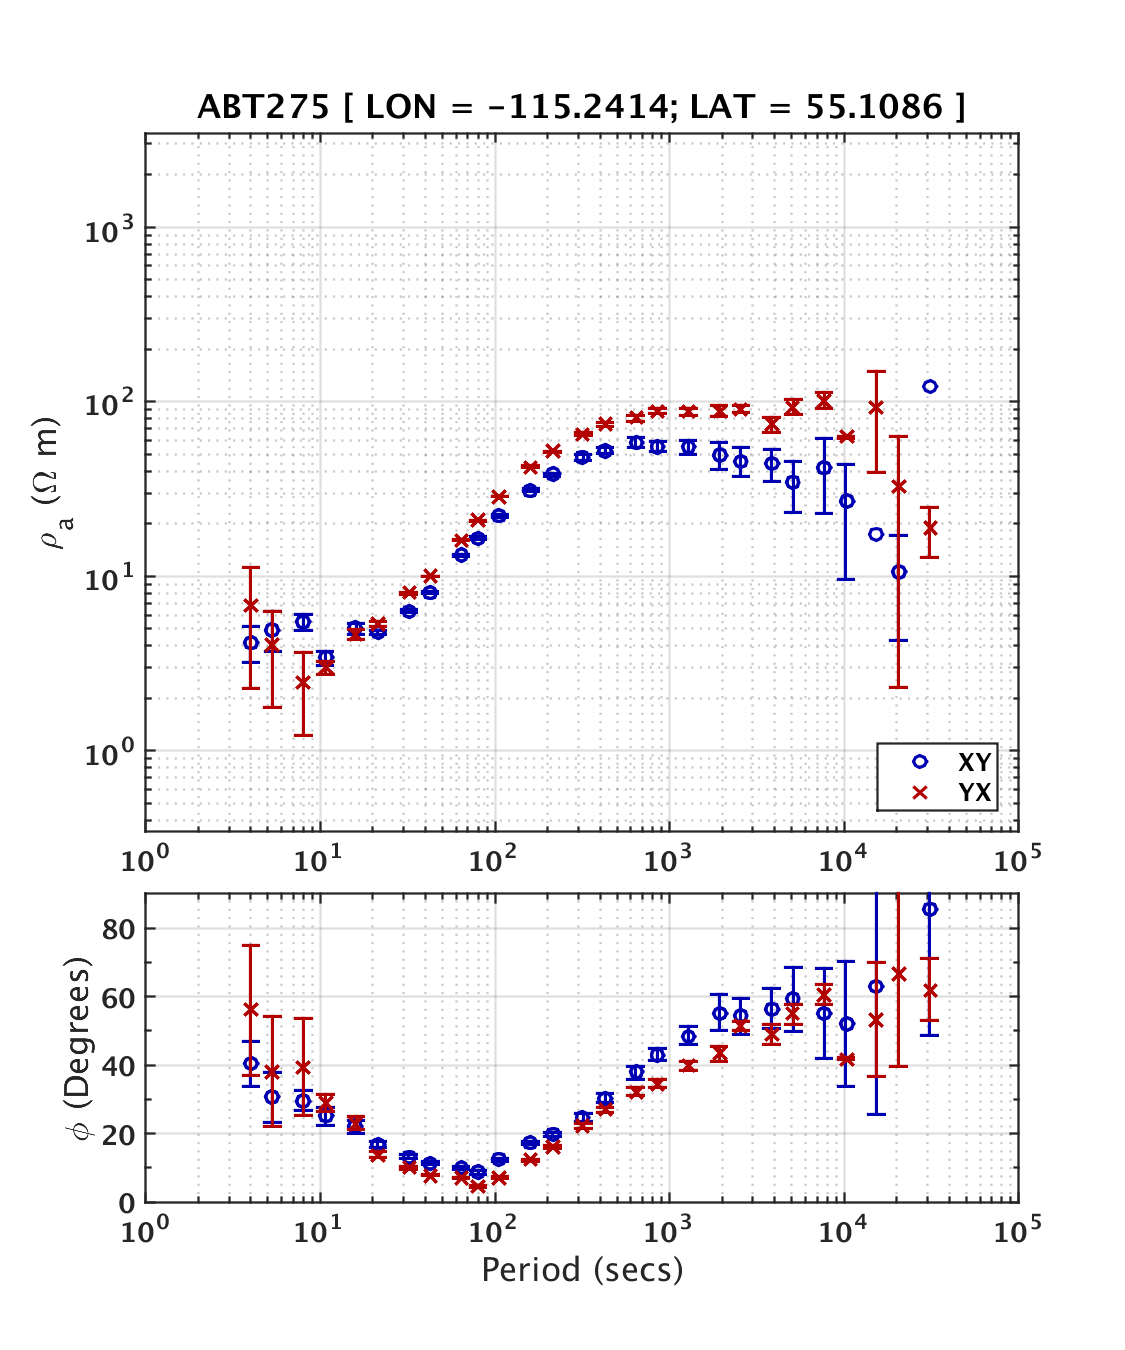 ABT275 [ LON = -115.2414; LAT = 55.1086 ]
10³
10²
10¹
10⁰
ρa (Ω m)
XY
YX
10⁰ 10¹ 10² 10³ 10⁴ 10⁵
80
60
40
20
0
ϕ (Degrees)
10⁰ 10¹ 10² 10³ 10⁴ 10⁵
Period (secs)